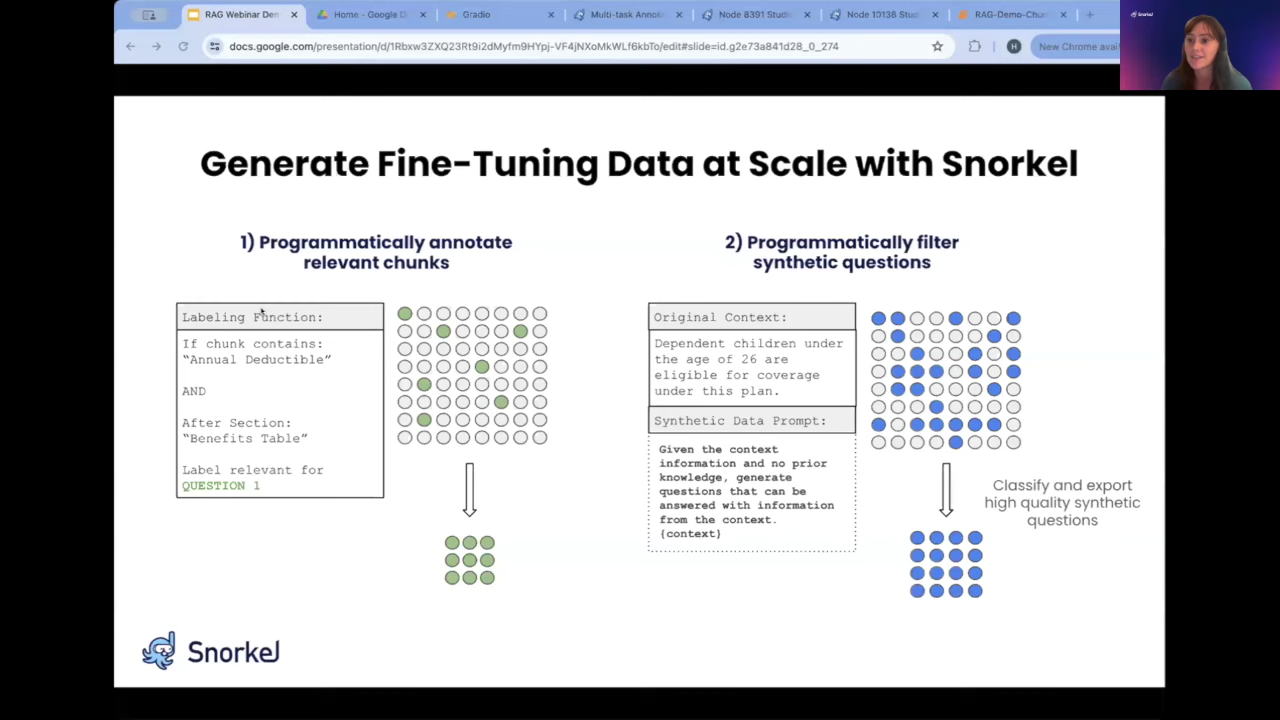 RAG Webinar Den
Home - Google D
Gradio
Multi-task Annot
Node 8391 Studi
Node 10138 Stud
RAG-Demo-Chun
docs.google.com/presentation/d/1Rbxw3ZXQ23Rt9i2dMyfm9HYpj-VF4jNXoMkWLf6kbTo/edit#slide=id.g2e73a841d28_0_274
H
New Chrome avai
Snorkel
Generate Fine-Tuning Data at Scale with Snorkel
1) Programmatically annotate
relevant chunks
Labeling Function:
If chunk contains:
“Annual Deductible”
AND
After Section:
“Benefits Table”
Label relevant for
QUESTION 1
2) Programmatically filter
synthetic questions
Original Context:
Dependent children under
the age of 26 are
eligible for coverage
under this plan.
Synthetic Data Prompt:
Given the context
information and no prior
knowledge, generate
questions that can be
answered with information
from the context.
{context}
Classify and export
high quality synthetic
questions
Snorkel